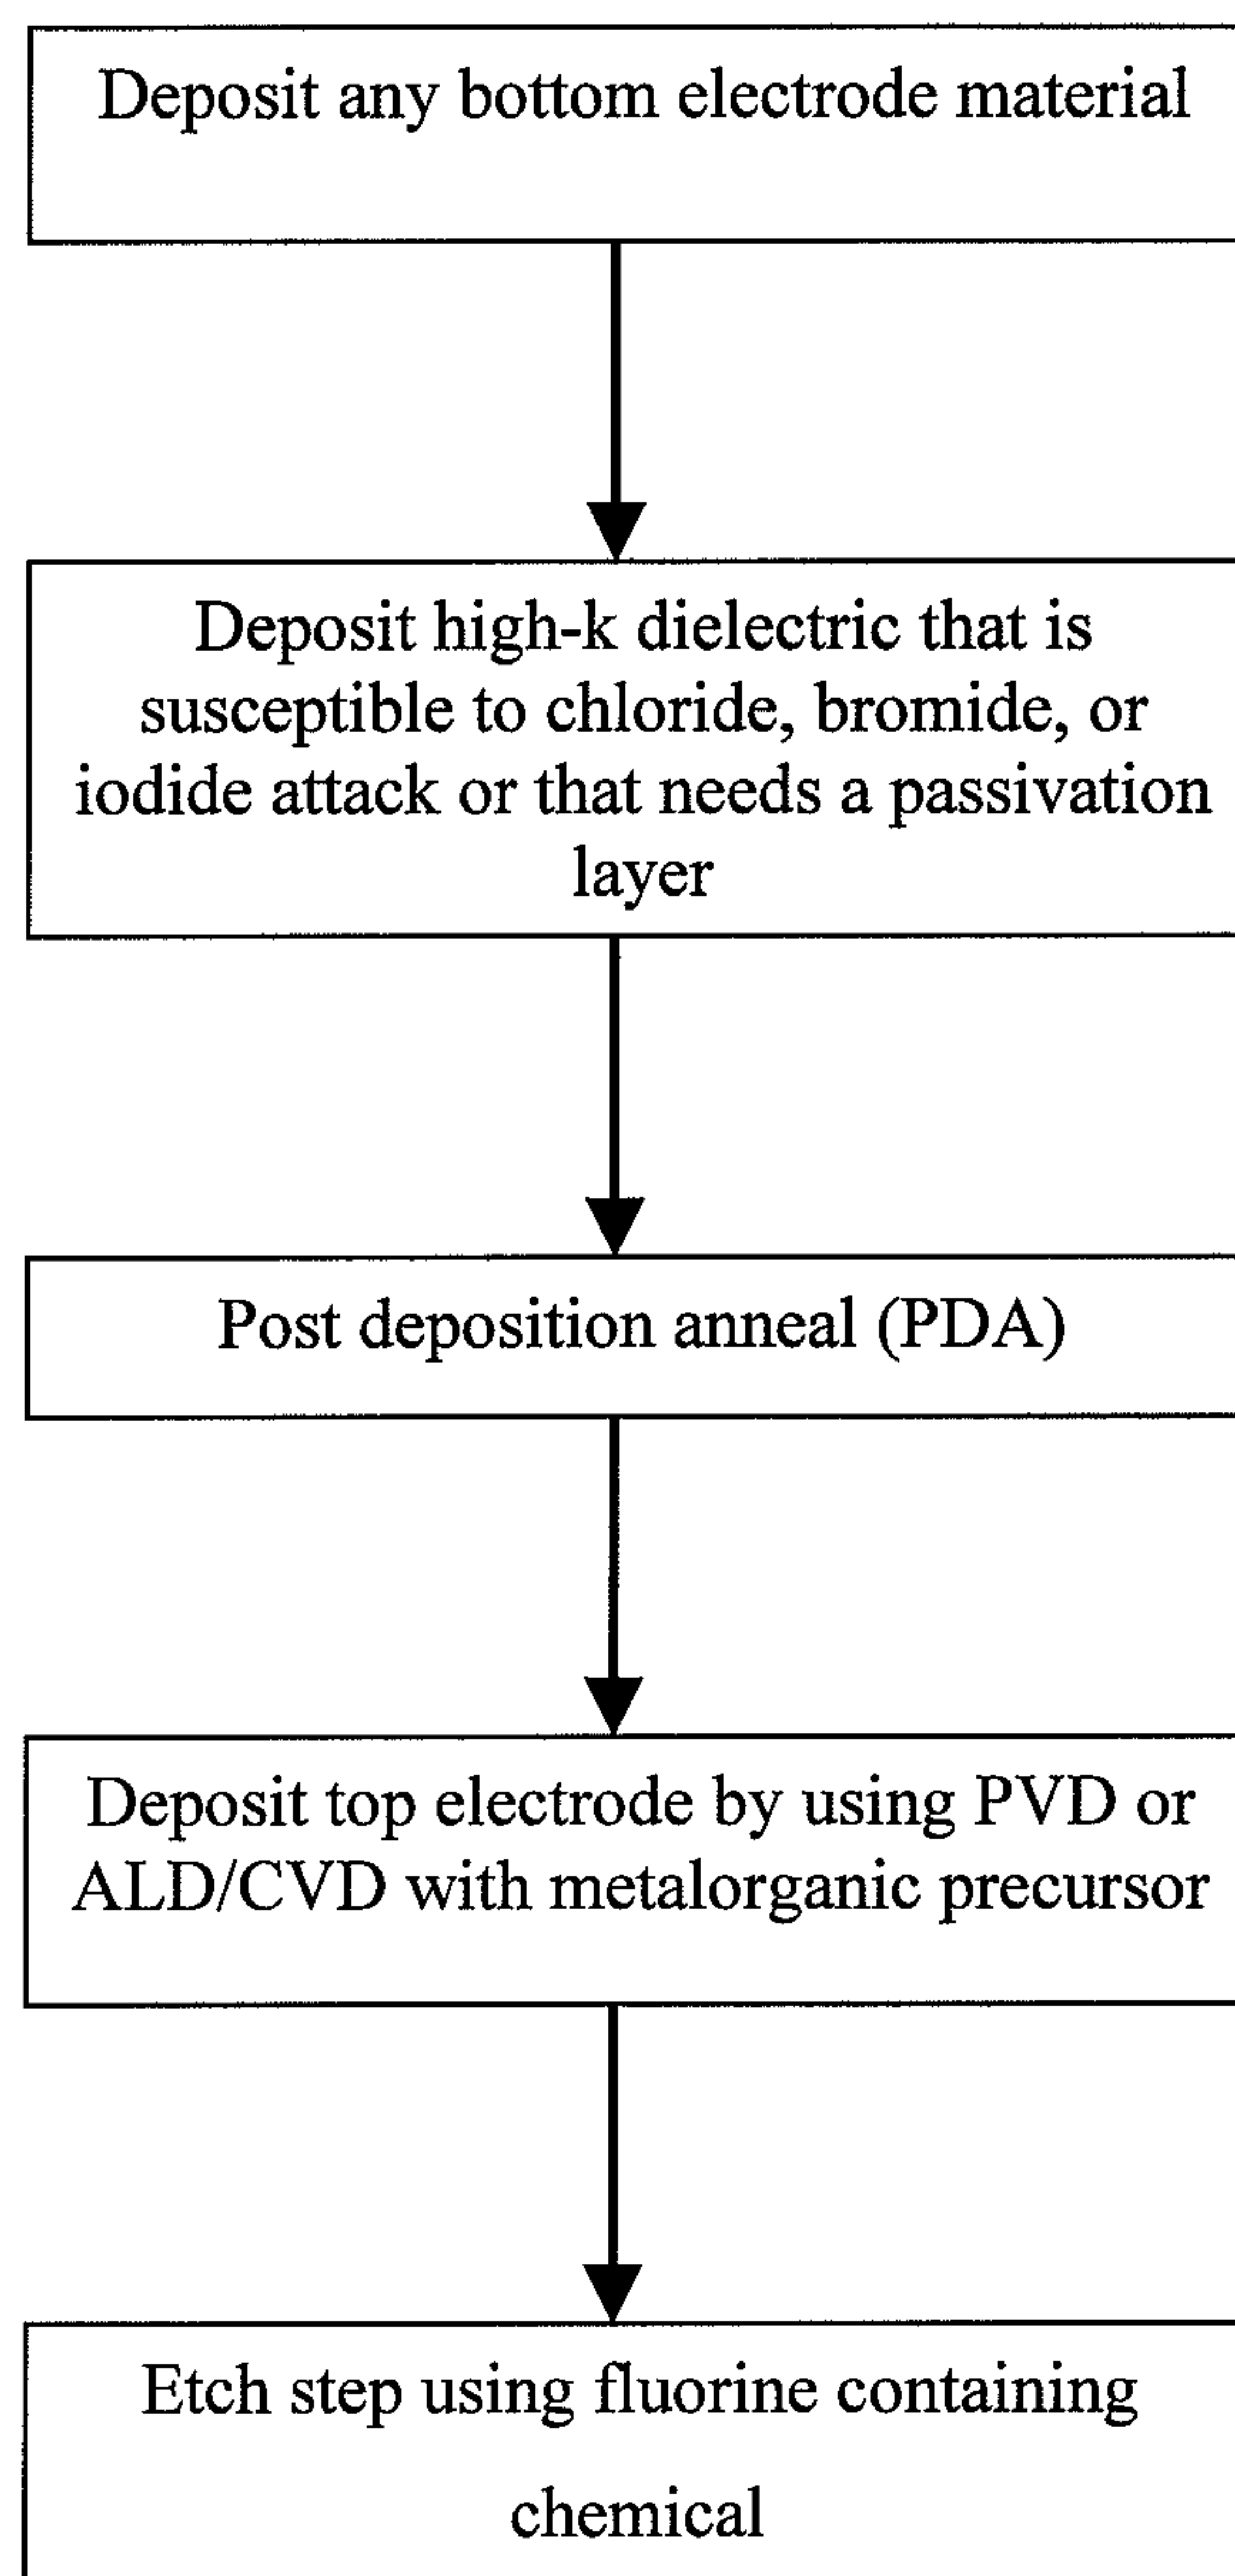 Deposit any bottom electrode material
Deposit high-k dielectric that is
susceptible to chloride, bromide, or
iodide attack or that needs a passivation
layer
Post deposition anneal (PDA)
Deposit top electrode by using PVD or
ALD/CVD with metalorganic precursor
Etch step using fluorine containing
chemical